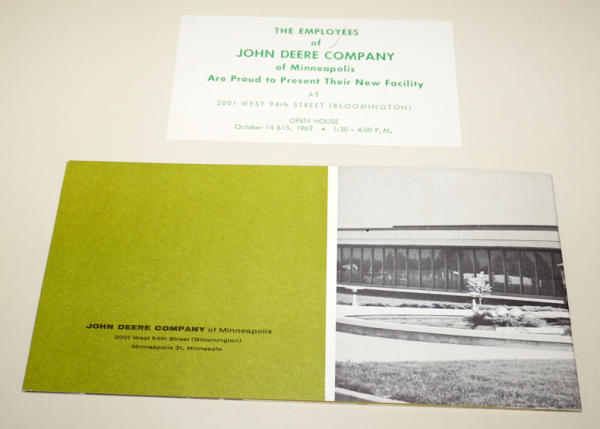 THE EMPLOYEES
of
JOHN DEERE COMPANY
of Minneapolis
Are Proud to Present Their New Facility
AT
2001 WEST 94th STREET (BLOOMINGTON)
OPEN HOUSE
October 14 &15, 1963 • 1:30 - 4:00 P.M.
JOHN DEERE COMPANY of Minneapolis
2001 West 94th Street (Bloomington)
Minneapolis 31, Minnesota